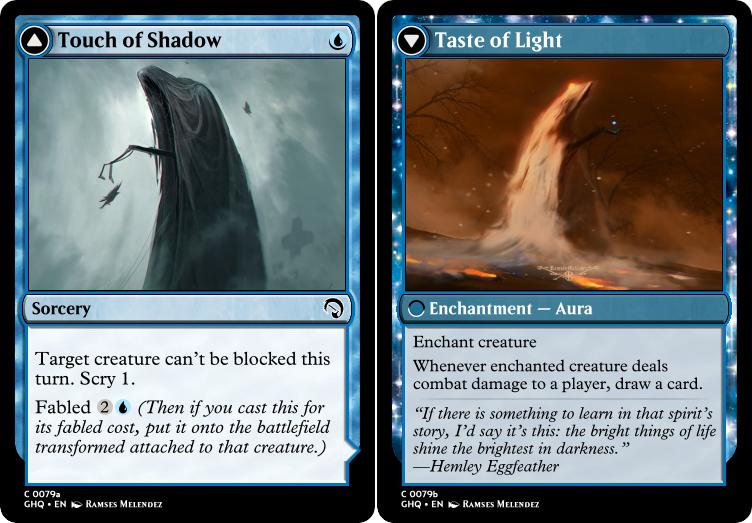 Touch of Shadow
Sorcery
Target creature can't be blocked this
turn. Scry 1.
Fabled 2 (Then if you cast this for
its fabled cost, put it onto the battlefield
transformed attached to that creature.)
C 0079a
GHQ • EN Ramses Melendez
Taste of Light
Ramses Melendez
Enchantment — Aura
Enchant creature
Whenever enchanted creature deals
combat damage to a player, draw a card.
"If there is something to learn in that spirit's
story, I'd say it's this: the bright things of life
shine the brightest in darkness."
—Hemley Eggfeather
C 0079b
GHQ • EN Ramses Melendez